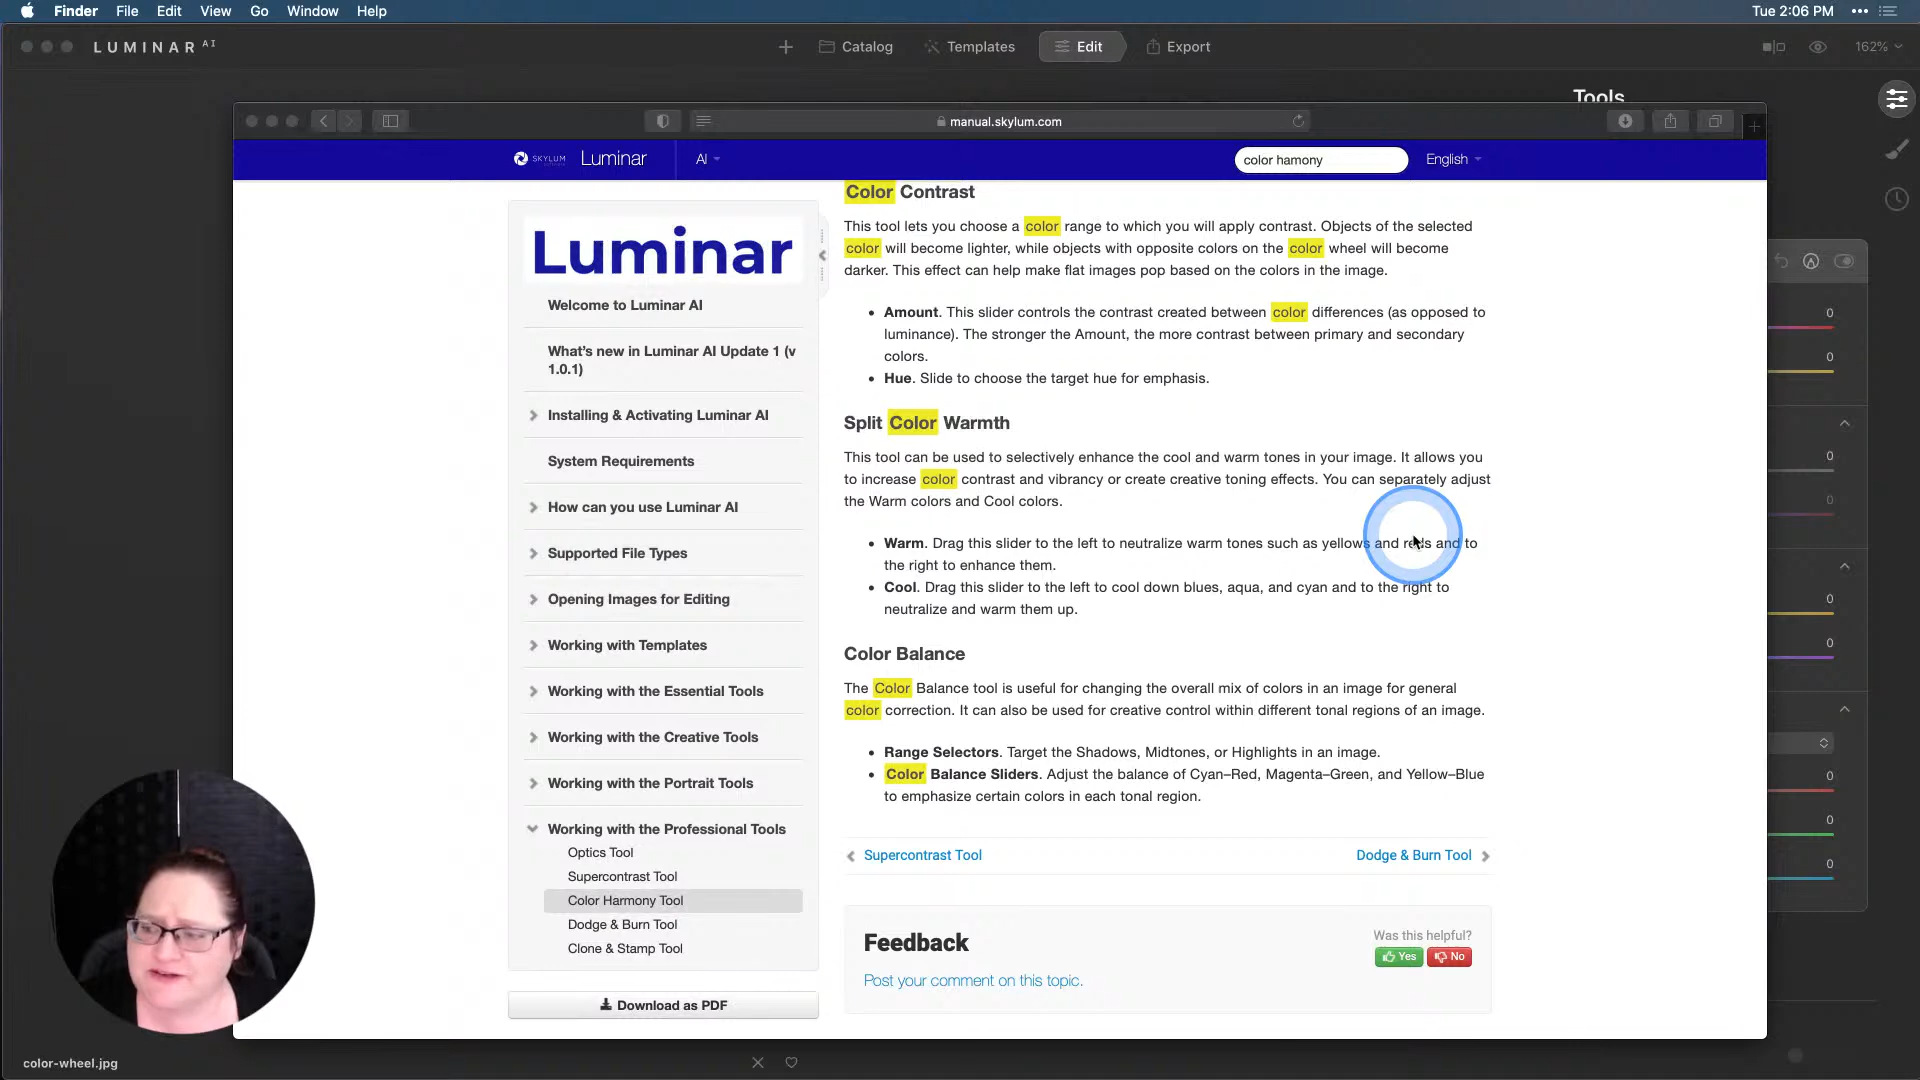 Finder File Edit View Go Window Help
Tue 2:06 PM
LUMINAR AI
Catalog Templates Edit Export
162%
Tools
manual.skylum.com
SKYLUM Luminar AI
color hamony
English
Luminar
Welcome to Luminar AI
What's new in Luminar AI Update 1 (v
1.0.1)
Installing & Activating Luminar AI
System Requirements
How can you use Luminar AI
Supported File Types
Opening Images for Editing
Working with Templates
Working with the Essential Tools
Working with the Creative Tools
Working with the Portrait Tools
Working with the Professional Tools
Optics Tool
Supercontrast Tool
Color Harmony Tool
Dodge & Burn Tool
Clone & Stamp Tool
Download as PDF
Color Contrast
This tool lets you choose a color range to which you will apply contrast. Objects of the selected
color will become lighter, while objects with opposite colors on the color wheel will become
darker. This effect can help make flat images pop based on the colors in the image.
• Amount. This slider controls the contrast created between color differences (as opposed to
luminance). The stronger the Amount, the more contrast between primary and secondary
colors.
• Hue. Slide to choose the target hue for emphasis.
Split Color Warmth
This tool can be used to selectively enhance the cool and warm tones in your image. It allows you
to increase color contrast and vibrancy or create creative toning effects. You can separately adjust
the Warm colors and Cool colors.
• Warm. Drag this slider to the left to neutralize warm tones such as yellows and reds and to
the right to enhance them.
• Cool. Drag this slider to the left to cool down blues, aqua, and cyan and to the right to
neutralize and warm them up.
Color Balance
The Color Balance tool is useful for changing the overall mix of colors in an image for general
color correction. It can also be used for creative control within different tonal regions of an image.
• Range Selectors. Target the Shadows, Midtones, or Highlights in an image.
• Color Balance Sliders. Adjust the balance of Cyan–Red, Magenta–Green, and Yellow–Blue
to emphasize certain colors in each tonal region.
Supercontrast Tool
Dodge & Burn Tool
Feedback
Was this helpful?
Yes No
Post your comment on this topic.
0
0
0
0
0
0
0
0
0
color-wheel.jpg